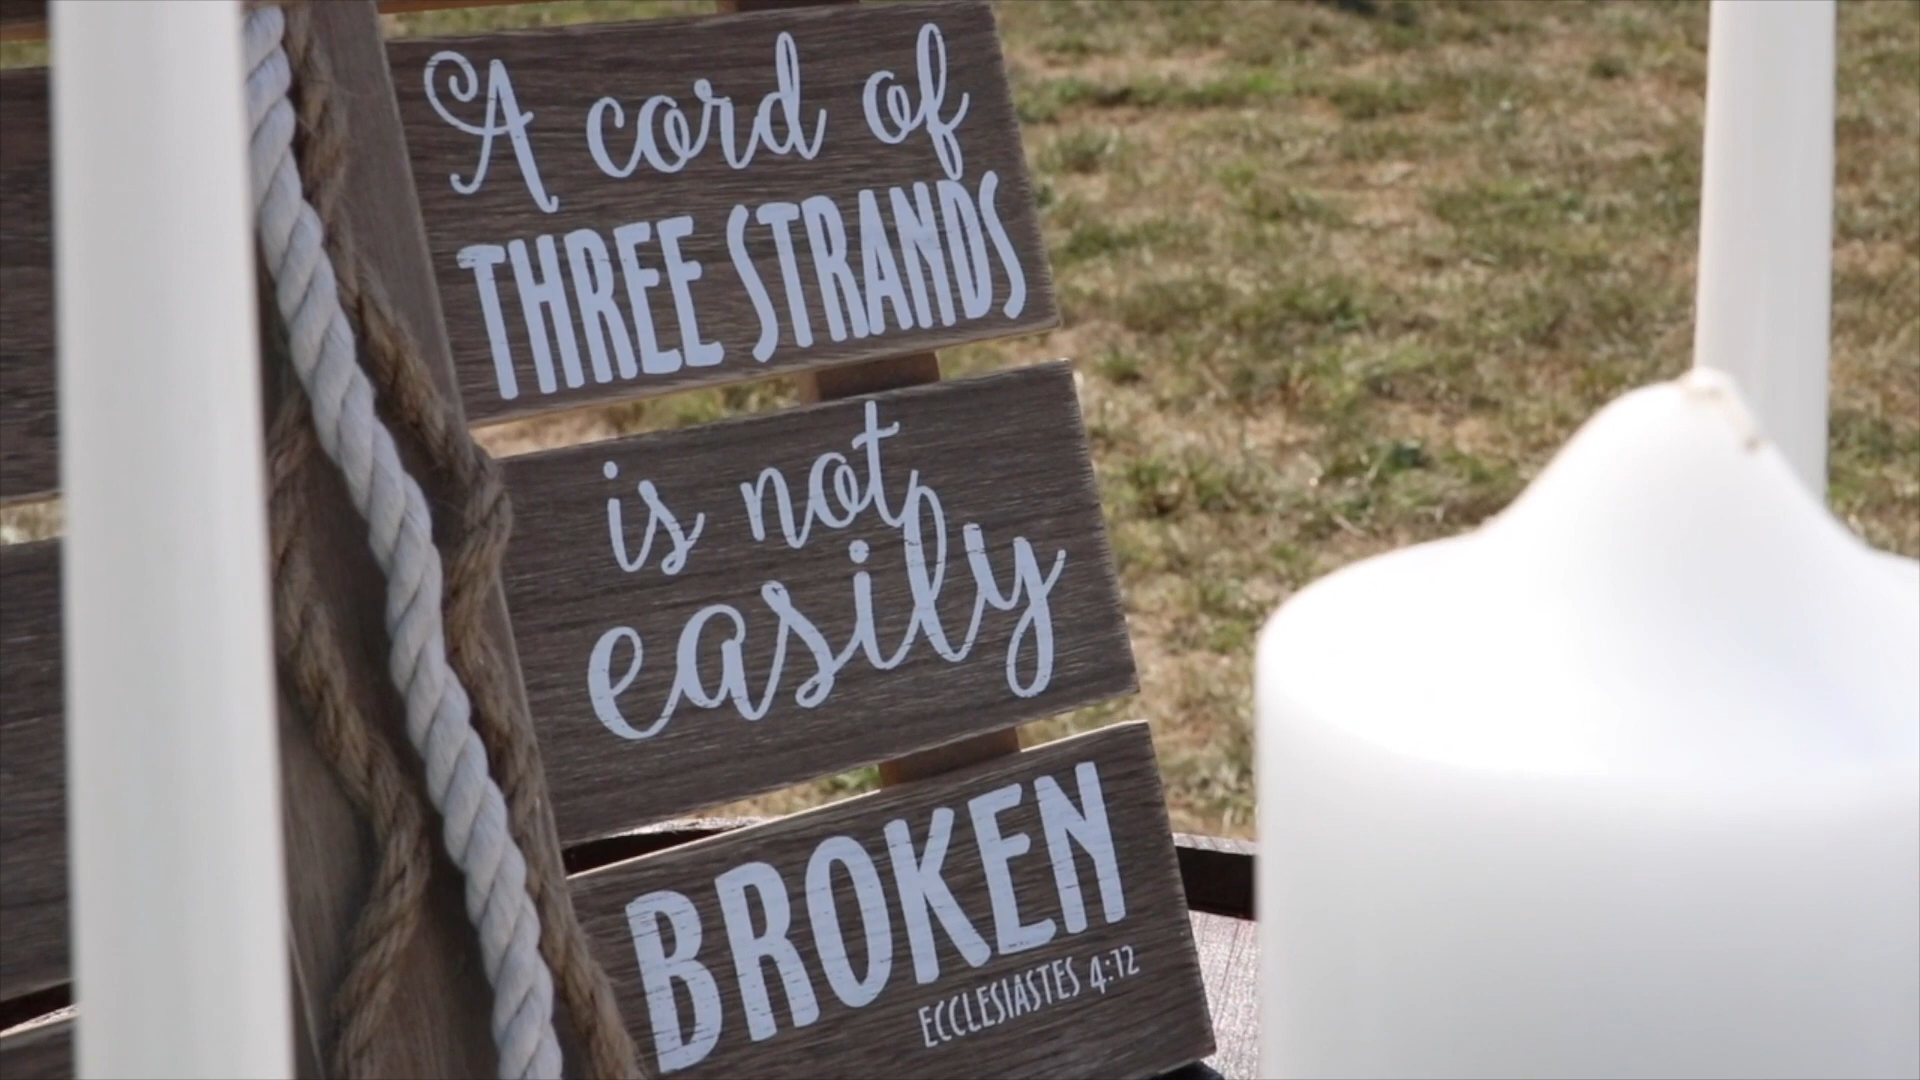 A cord of
THREE STRANDS
is not
easily
BROKEN
ECCLESIASTES 4:12